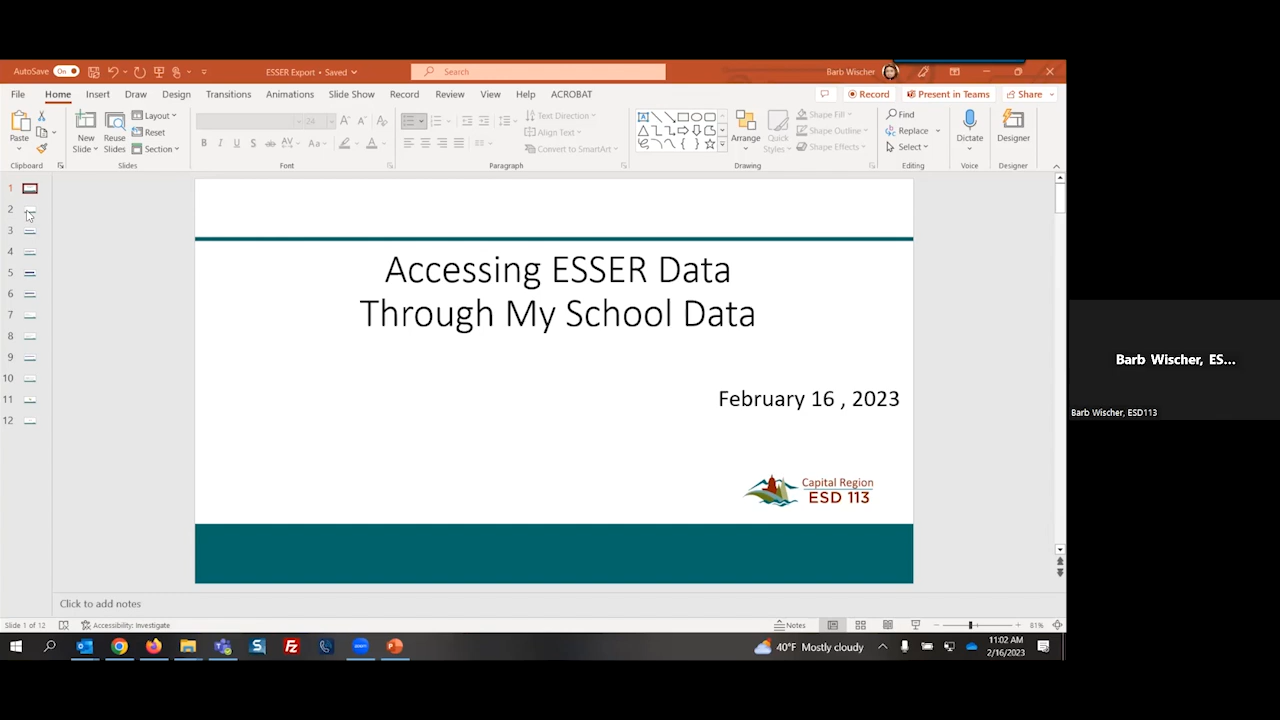 AutoSave On ESSER Export • Saved Search Barb Wischer
File Home Insert Draw Design Transitions Animations Slide Show Record Review View Help ACROBAT Record Present in Teams Share
Paste New Slide Reuse Slides Layout Reset Section 24 Text Direction Align Text Convert to SmartArt Arrange Quick Styles Shape Fill Shape Outline Shape Effects Find Replace Select Dictate Designer
Clipboard Slides Font Paragraph Drawing Editing Voice Designer
1
2
3
4
5
6
7
8
9
10
11
12
Accessing ESSER Data
Through My School Data
February 16 , 2023
Capital Region
ESD 113
Click to add notes
Slide 1 of 12 Accessibility: Investigate Notes 81%
40°F Mostly cloudy 11:02 AM
2/16/2023
Barb Wischer, ES...
Barb Wischer, ESD113